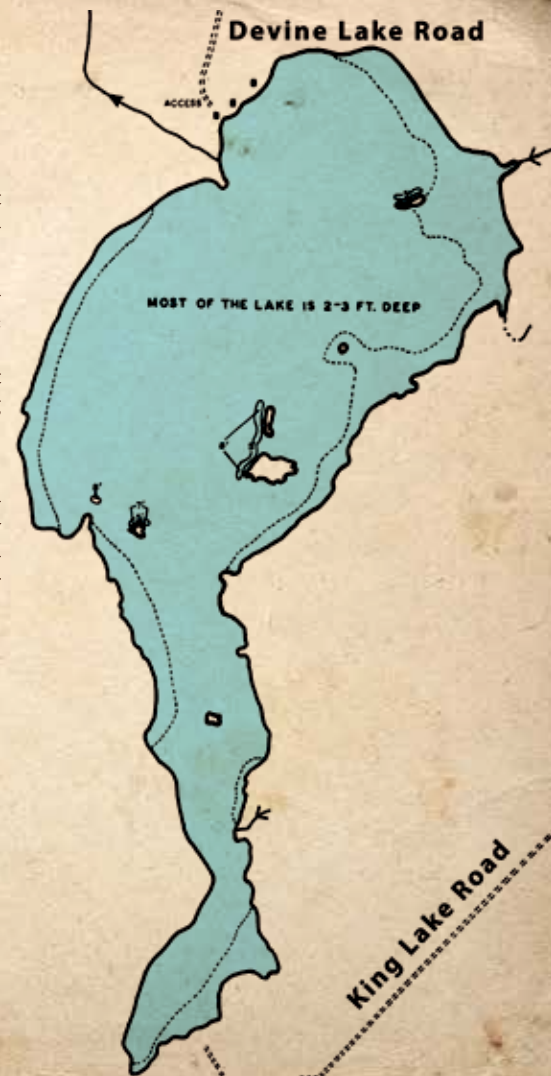 Devine Lake Road
ACCESS
MOST OF THE LAKE IS 2-3 FT. DEEP
King Lake Road